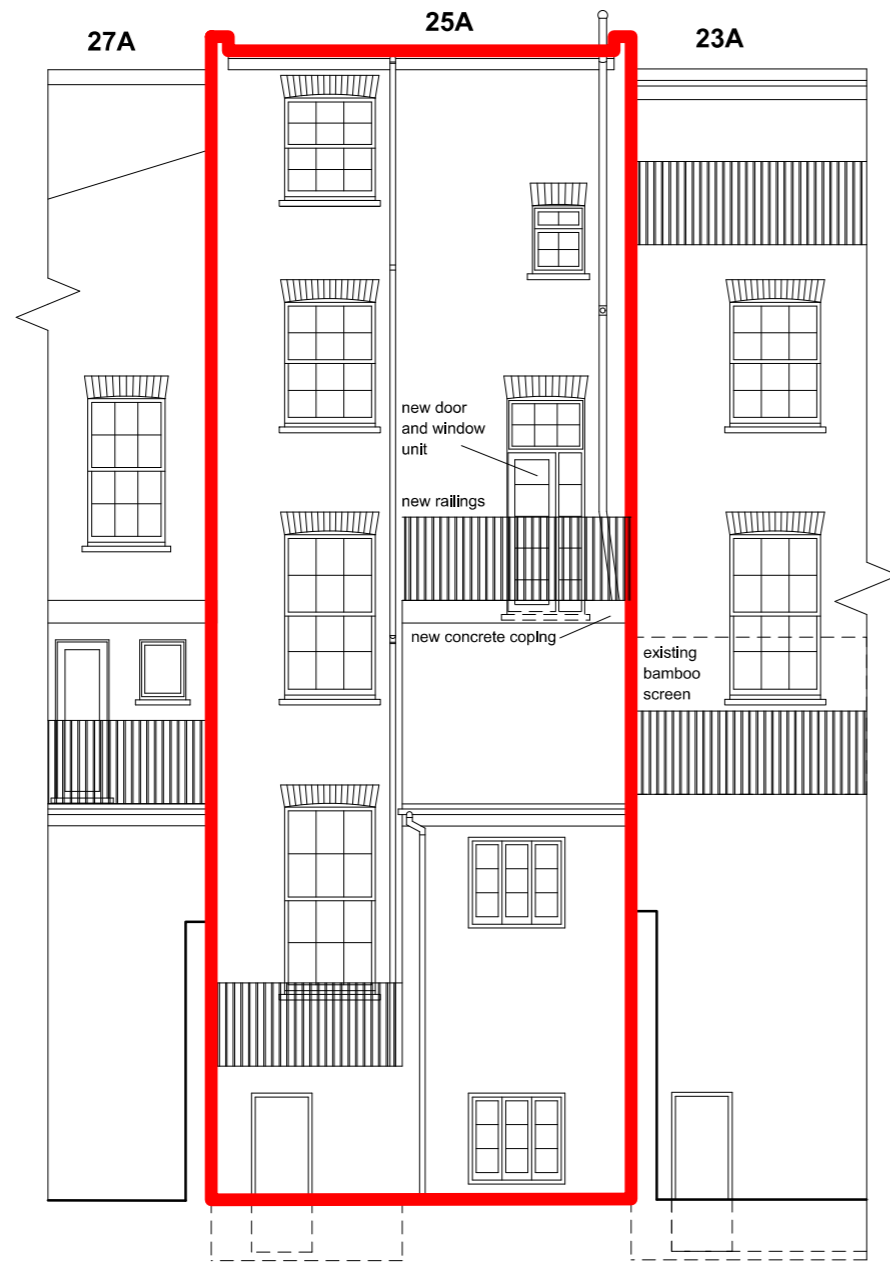 27A
25A
23A
new door
and window
unit
new railings
new concrete coping
existing
bamboo
screen